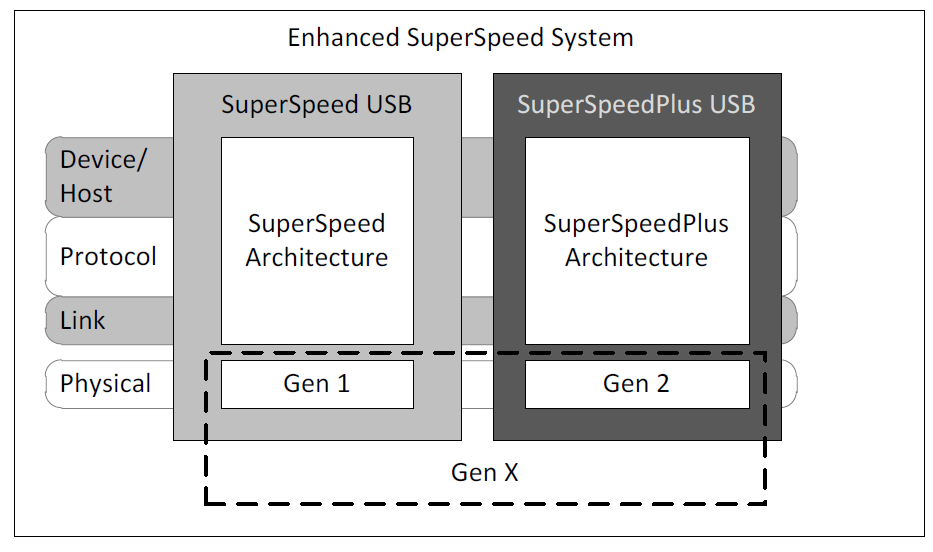 Enhanced SuperSpeed System
SuperSpeed USB
SuperSpeedPlus USB
Device/
Host
Protocol
Link
Physical
SuperSpeed
Architecture
SuperSpeedPlus
Architecture
Gen 1
Gen 2
Gen X